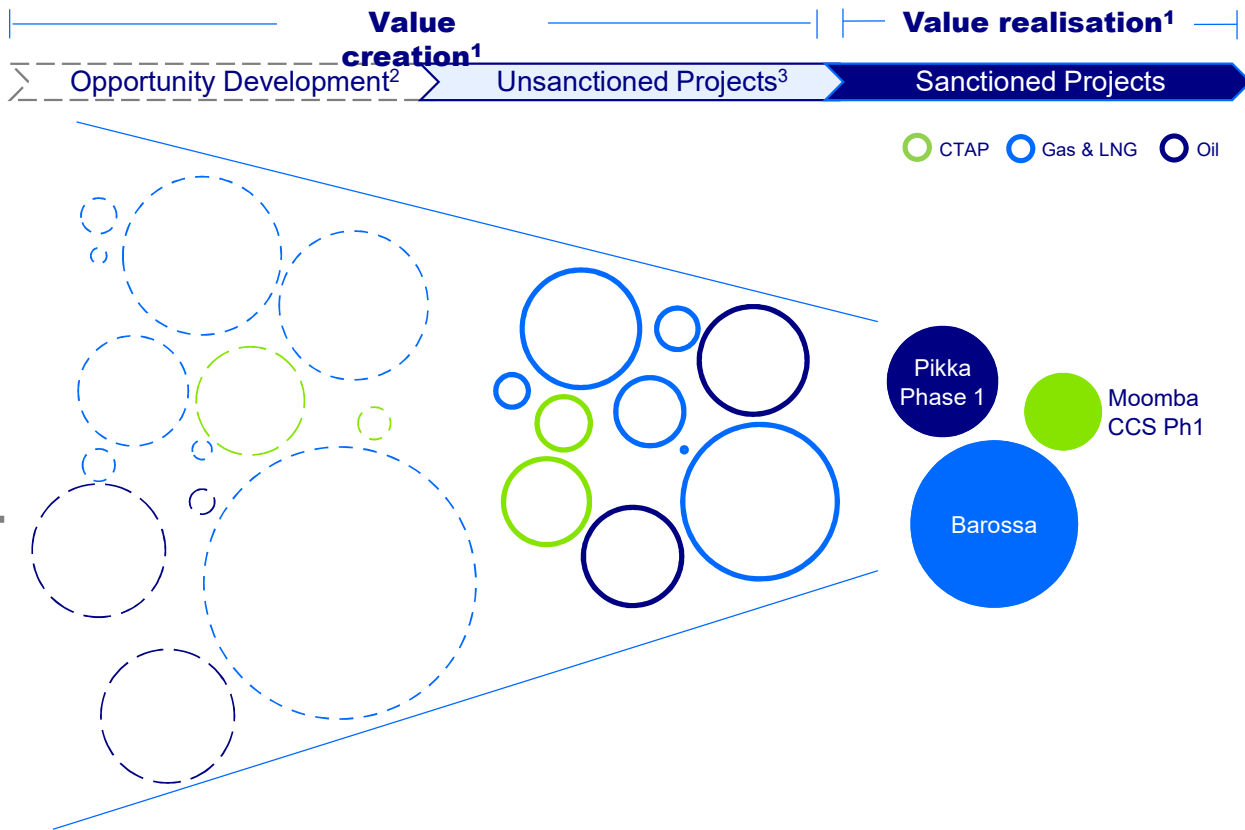 Value
creation¹
Value realisation¹
Opportunity Development²
Unsanctioned Projects³
Sanctioned Projects
CTAP
Gas & LNG
Oil
Pikka
Phase 1
Moomba
CCS Ph1
Barossa